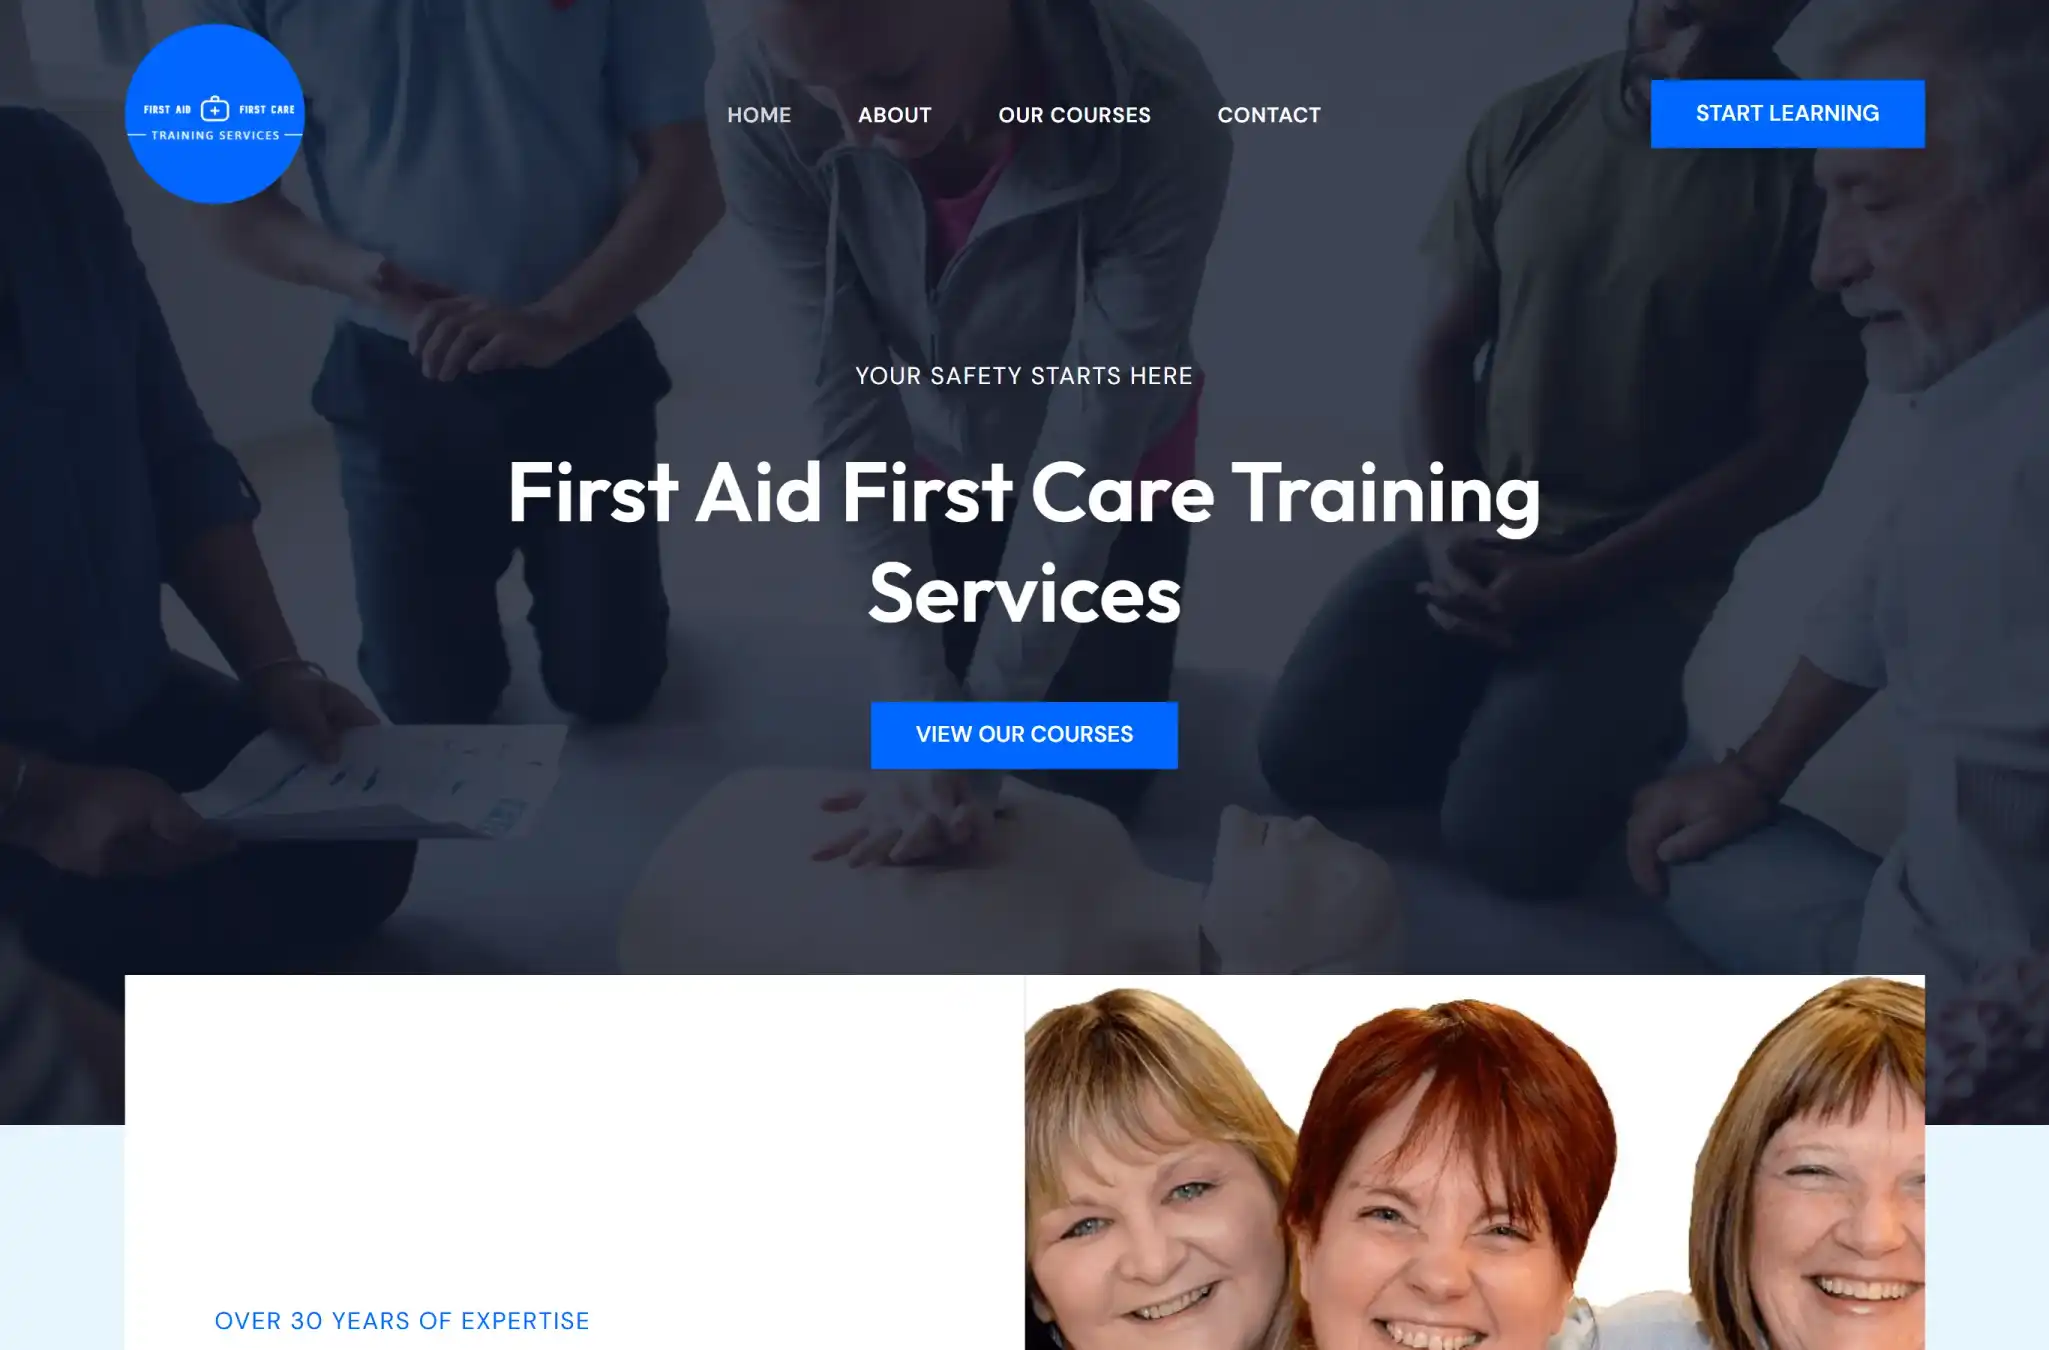 FIRST AID FIRST CARE
TRAINING SERVICES
HOME
ABOUT
OUR COURSES
CONTACT
START LEARNING
YOUR SAFETY STARTS HERE
First Aid First Care Training
Services
VIEW OUR COURSES
OVER 30 YEARS OF EXPERTISE